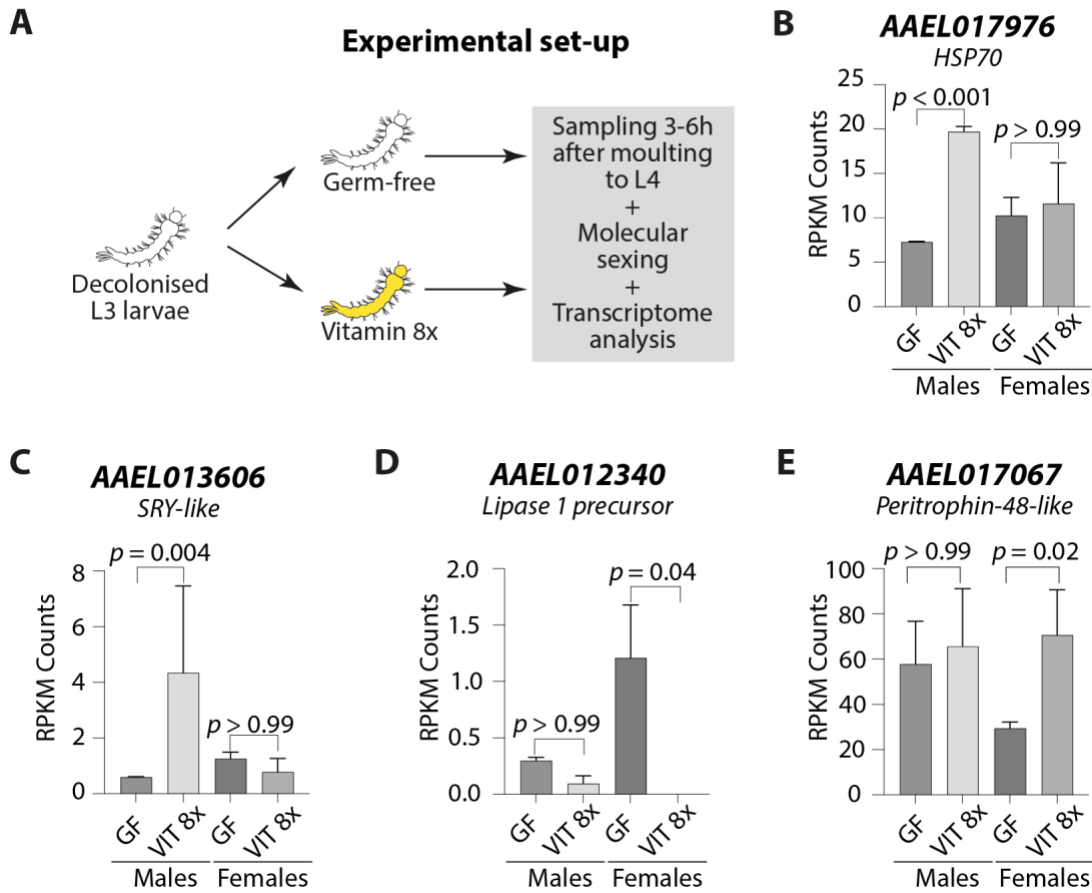 A
Experimental set-up
Decolonised
L3 larvae
Germ-free
Vitamin 8x
Sampling 3-6h
after moulting
to L4
+
Molecular
sexing
+
Transcriptome
analysis
B
AAEL017976
HSP70
RPKM Counts
25
20
15
10
5
0
p < 0.001
p > 0.99
GF
VIT 8x
GF
VIT 8x
Males
Females
C
AAEL013606
SRY-like
RPKM Counts
8
6
4
2
0
p = 0.004
p > 0.99
GF
VIT 8x
GF
VIT 8x
Males
Females
D
AAEL012340
Lipase 1 precursor
RPKM Counts
2.0
1.5
1.0
0.5
0.0
p > 0.99
p = 0.04
GF
VIT 8x
GF
VIT 8x
Males
Females
E
AAEL017067
Peritrophin-48-like
RPKM Counts
100
80
60
40
20
0
p > 0.99
p = 0.02
GF
VIT 8x
GF
VIT 8x
Males
Females